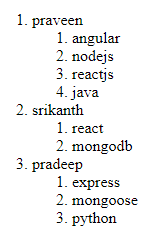 1. praveen
1. angular
2. nodejs
3. reactjs
4. java
2. srikanth
1. react
2. mongodb
3. pradeep
1. express
2. mongoose
3. python